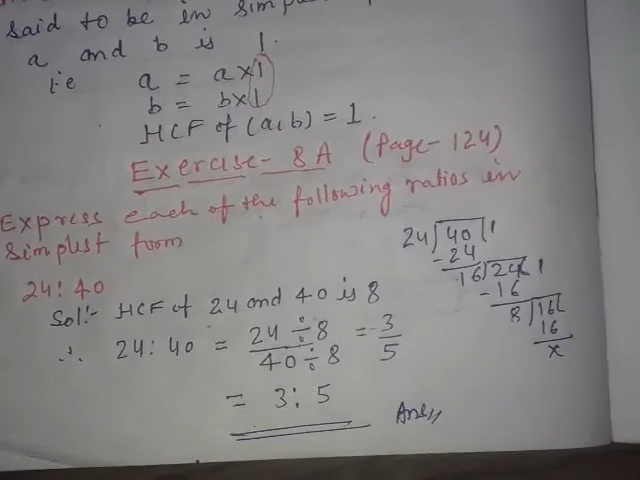 said to be in simp
a and b is 1.
i.e a = a×1
b = b×1
HCF of (a,b) = 1.
Exercise- 8A (Page-124)
Express each of the following ratios in
simplest foom
24:40
Sol:- HCF of 24 and 40 is 8
∴ 24:40 = 24÷8/40÷8 = 3/5
= 3:5
Ans,,
24)40(1
-24
16)24(1
-16
8)16(
16
x